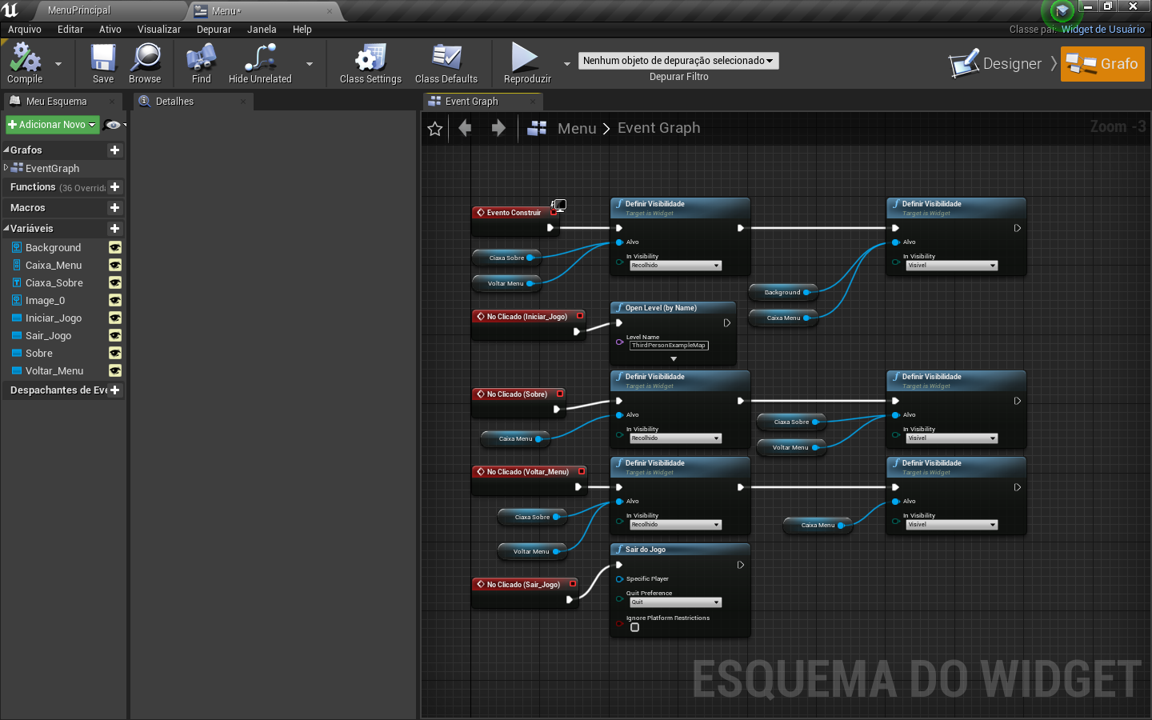 MenuPrincipal
Menu*
Arquivo Editar Ativo Visualizar Depurar Janela Help
Classe pai: Widget de Usuário
Compile Save Browse Find Hide Unrelated Class Settings Class Defaults Reproduzir
Nenhum objeto de depuração selecionado
Depurar Filtro
Designer
Grafo
Meu Esquema
Detalhes
Event Graph
+ Adicionar Novo
Menu > Event Graph
Zoom -3
Grafos
EventGraph
Functions (36 Overrida
Macros
Variáveis
Background
Caixa_Menu
Ciaxa_Sobre
Image_0
Iniciar_Jogo
Sair_Jogo
Sobre
Voltar_Menu
Despachantes de Eve
Evento Construir
Ciaxa Sobre
Voltar Menu
Definir Visibilidade
Target is Widget
Alvo
In Visibility
Recolhido
Background
Caixa Menu
Definir Visibilidade
Target is Widget
Alvo
In Visibility
Visível
No Clicado (Iniciar_Jogo)
Open Level (by Name)
Level Name
ThirdPersonExampleMap
No Clicado (Sobre)
Caixa Menu
Definir Visibilidade
Target is Widget
Alvo
In Visibility
Recolhido
Ciaxa Sobre
Voltar Menu
Definir Visibilidade
Target is Widget
Alvo
In Visibility
Visível
No Clicado (Voltar_Menu)
Ciaxa Sobre
Voltar Menu
Definir Visibilidade
Target is Widget
Alvo
In Visibility
Recolhido
Caixa Menu
Definir Visibilidade
Target is Widget
Alvo
In Visibility
Visível
No Clicado (Sair_Jogo)
Sair do Jogo
Specific Player
Quit Preference
Quit
Ignore Platform Restrictions
ESQUEMA DO WIDGET